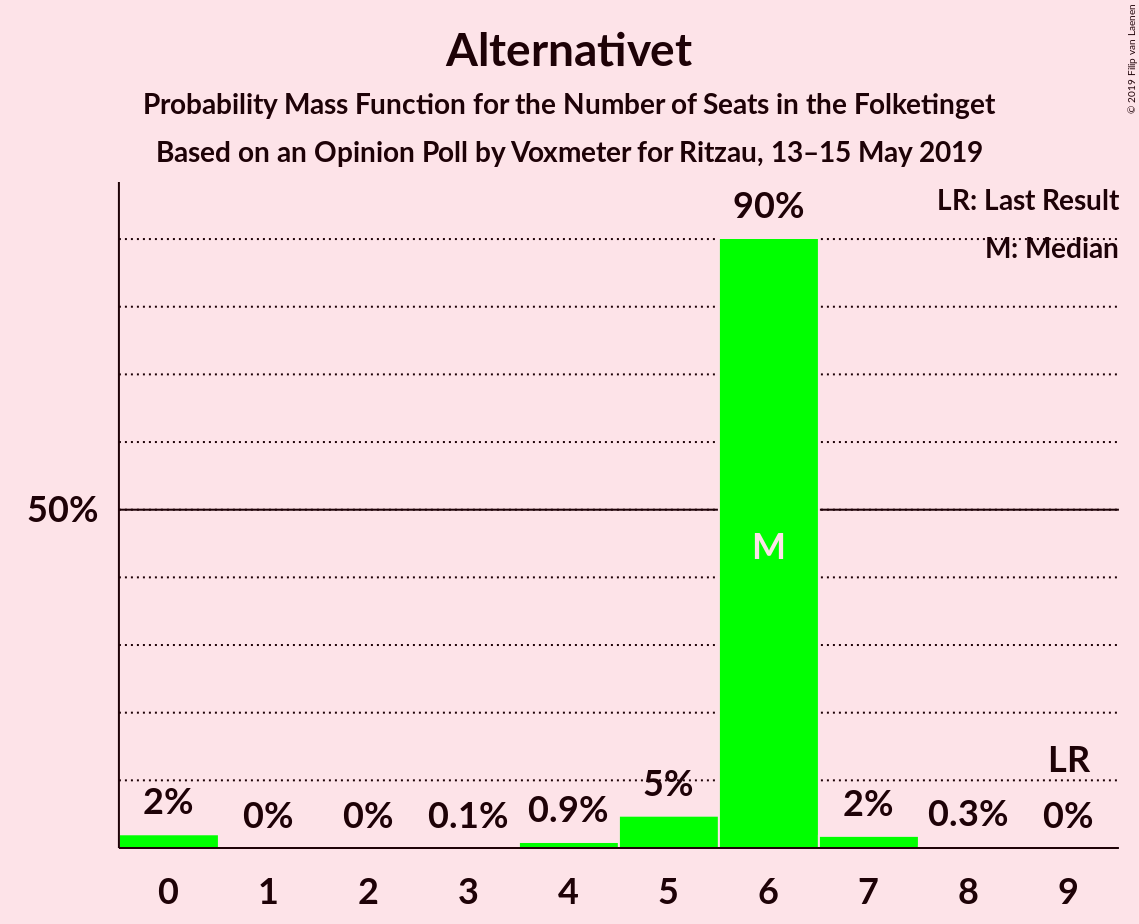 Alternativet
Probability Mass Function for the Number of Seats in the Folketinget
Based on an Opinion Poll by Voxmeter for Ritzau, 13–15 May 2019
© 2019 Filip van Laenen
LR: Last Result
M: Median
90%
50%
M
LR
2%
0%
0%
0.1%
0.9%
5%
2%
0.3%
0%
0
1
2
3
4
5
6
7
8
9